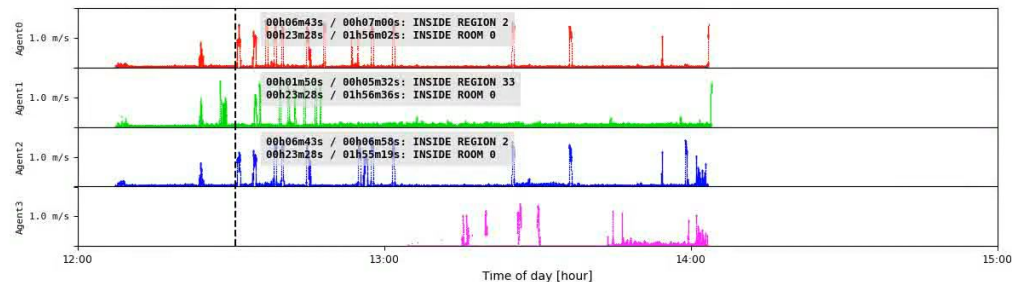 Agent0
1.0 m/s
00h06m43s / 00h07m00s: INSIDE REGION 2
00h23m28s / 01h56m02s: INSIDE ROOM 0
Agent1
1.0 m/s
00h01m50s / 00h05m32s: INSIDE REGION 33
00h23m28s / 01h56m36s: INSIDE ROOM 0
Agent2
1.0 m/s
00h06m43s / 00h06m58s: INSIDE REGION 2
00h23m28s / 01h55m19s: INSIDE ROOM 0
Agent3
1.0 m/s
12:00 13:00 14:00 15:00
Time of day [hour]